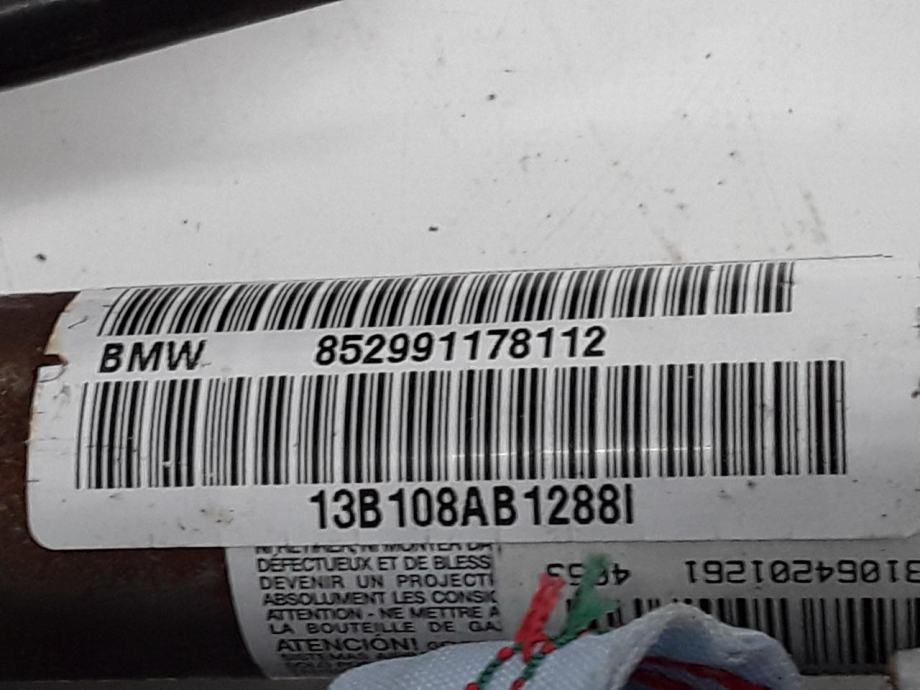 BMW 852991178112
13B108AB1288I
DÉFECTUEUX ET DE BLESS
DEVENIR UN PROJECTI
ABSOLUMENT LES CONSI
ATTENTION - NE METTRE A
LA BOUTEILLE DE GA
ATENCIÓN!
31064201261